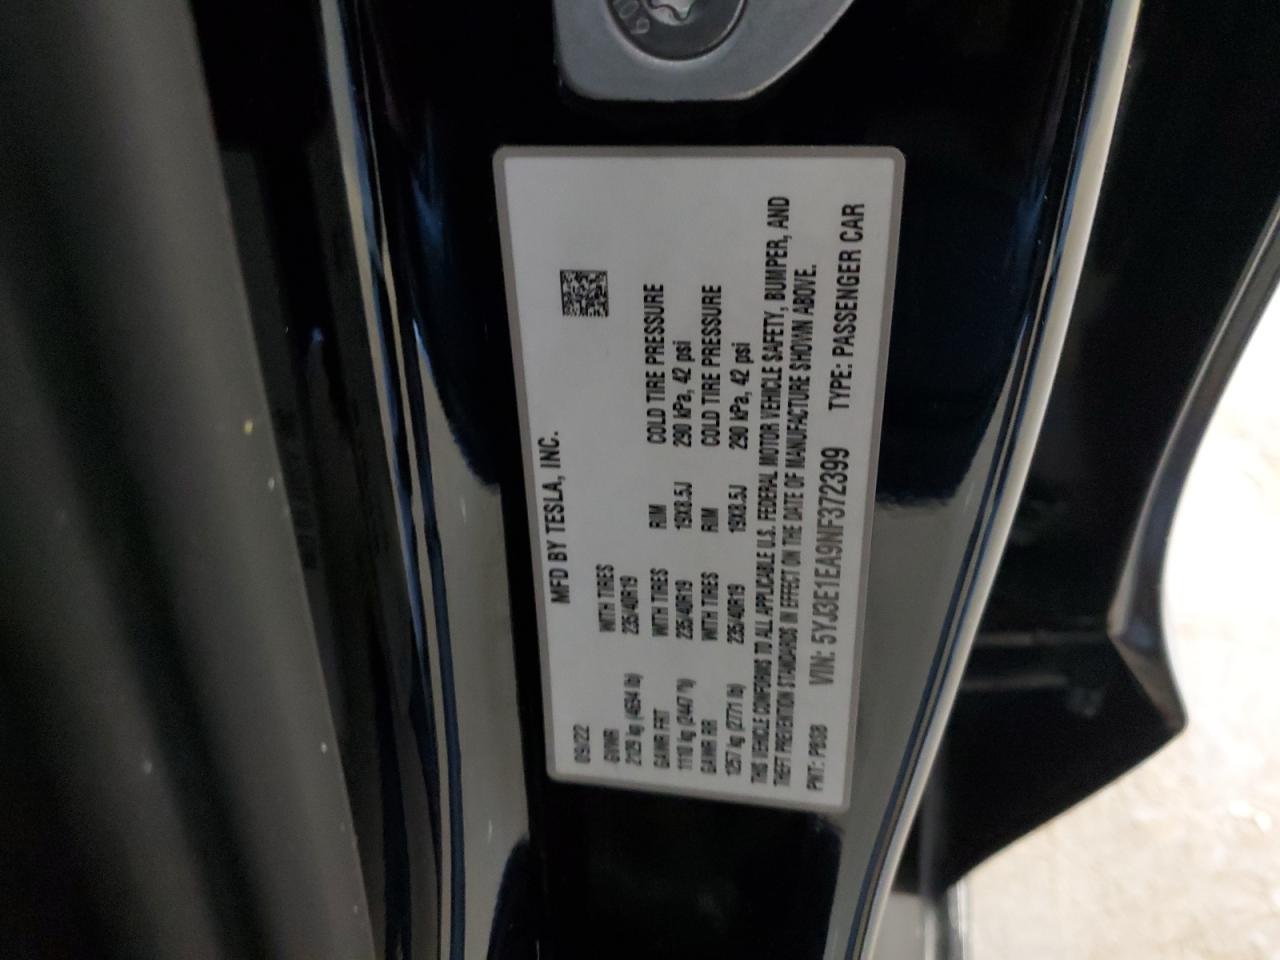 MFD BY TESLA, INC.
09/22
GVWR WITH TIRES
2129 kg (4694 lb) 235/40R19
GAWR FRT WITH TIRES RIM COLD TIRE PRESSURE
1110 kg (2447 lb) 235/40R19 19X8.5J 290 kPa, 42 psi
GAWR RR WITH TIRES RIM COLD TIRE PRESSURE
1257 kg (2771 lb) 235/40R19 19X8.5J 290 kPa, 42 psi
THIS VEHICLE CONFORMS TO ALL APPLICABLE U.S. FEDERAL MOTOR VEHICLE SAFETY, BUMPER, AND
THEFT PREVENTION STANDARDS IN EFFECT ON THE DATE OF MANUFACTURE SHOWN ABOVE.
PNT: PBSB VIN: 5YJ3E1EA9NF372399 TYPE: PASSENGER CAR